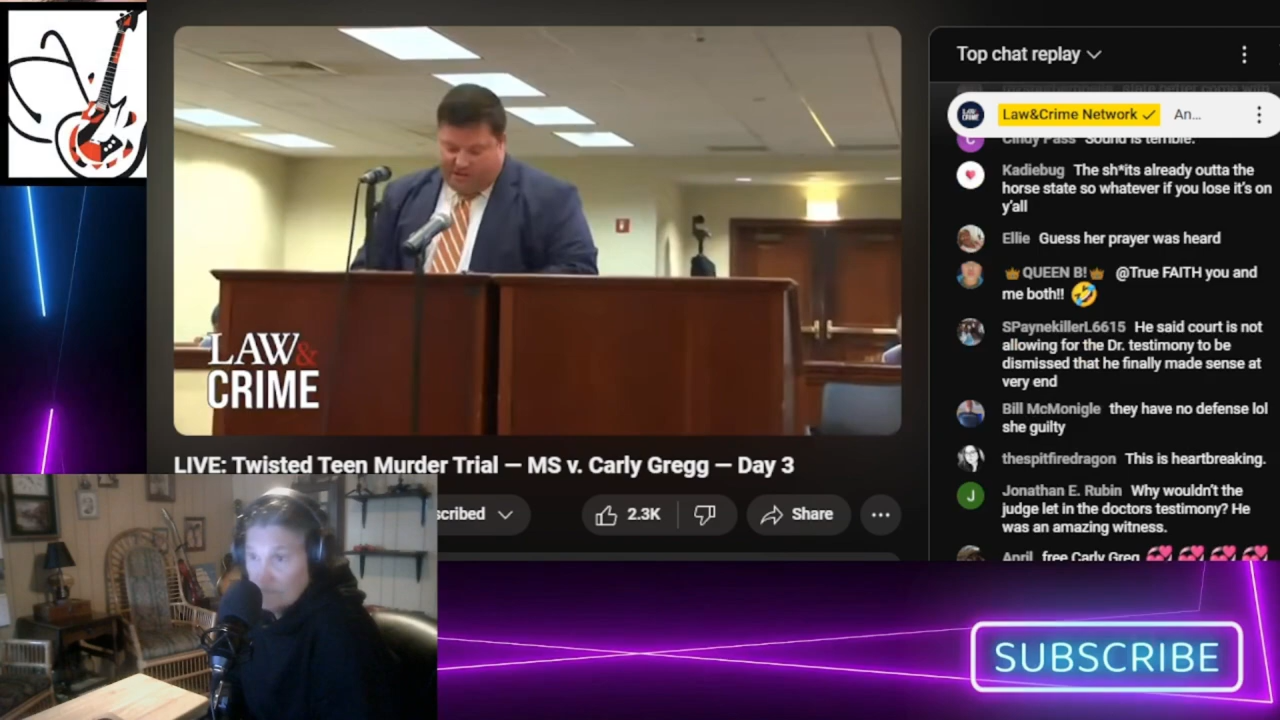 Top chat replay
Law&Crime Network
An...
Cindy Pass Sound is terrible.
Kadiebug The sh*its already outta the
horse state so whatever if you lose it's on
y'all
Ellie Guess her prayer was heard
QUEEN B! @True FAITH you and
me both!!
SPaynekillerL6615 He said court is not
allowing for the Dr. testimony to be
dismissed that he finally made sense at
very end
Bill McMonigle they have no defense lol
she guilty
thespitfiredragon This is heartbreaking.
J
Jonathan E. Rubin Why wouldn't the
judge let in the doctors testimony? He
was an amazing witness.
April free Carly Greg
LAW&
CRIME
LIVE: Twisted Teen Murder Trial — MS v. Carly Gregg — Day 3
scribed
2.3K
Share
SUBSCRIBE